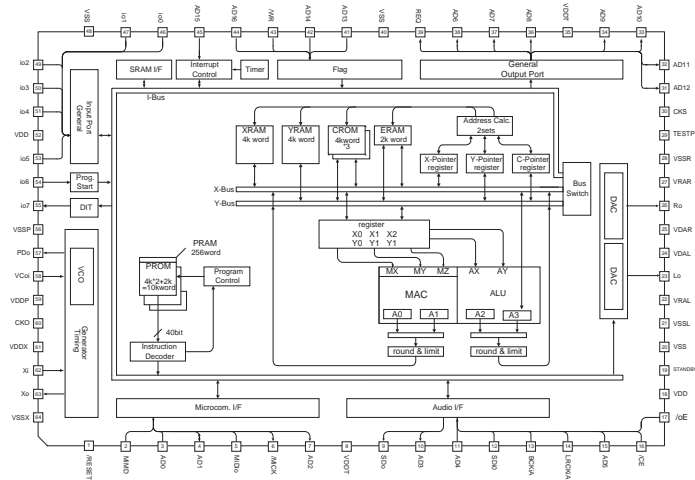 VSS
io1
io0
AD15
AD16
/WR
AD14
AD13
VSS
REQ
AD6
AD7
AD8
VDDT
AD9
AD10
48
47
46
45
44
43
42
41
40
39
38
37
36
35
34
33
io2
49
io3
50
io4
51
VDD
52
io5
53
io6
54
io7
55
VSSP
56
PDo
57
VCoi
58
VDDP
59
CKO
60
VDDX
61
Xi
62
Xo
63
VSSX
64
SRAM I/F
Interrupt
Control
Timer
Flag
General
Output Port
I-Bus
Input Port
General
Prog.
Start
DIT
VCO
Generator
Timing
XRAM
4k word
YRAM
4k word
CROM
4kword
*3
ERAM
2k word
Address Calc.
2sets
X-Pointer
register
Y-Pointer
register
C-Pointer
register
X-Bus
Y-Bus
Bus
Switch
register
X0 X1 X2
Y0 Y1 Y1
PRAM
256word
PROM
4k*2+2k
=10kword
Program
Control
40bit
Instruction
Decoder
MX MY MZ
AX AY
MAC
ALU
A0
A1
A2
A3
round & limit
round & limit
DAC
DAC
Microcom. I/F
Audio I/F
32
AD11
31
AD12
30
CKS
29
TESTP
28
VSSR
27
VRAR
26
Ro
25
VDAR
24
VDAL
23
Lo
22
VRAL
21
VSSL
20
VSS
19
STANDBY
18
VDD
17
/oE
1
2
3
4
5
6
7
8
9
10
11
12
13
14
15
16
/RESET
MiMD
AD0
AD1
MiDio
/MCK
AD2
VDDT
SDo
AD3
AD4
SDi0
BCKiA
LRCKiA
AD5
/CE